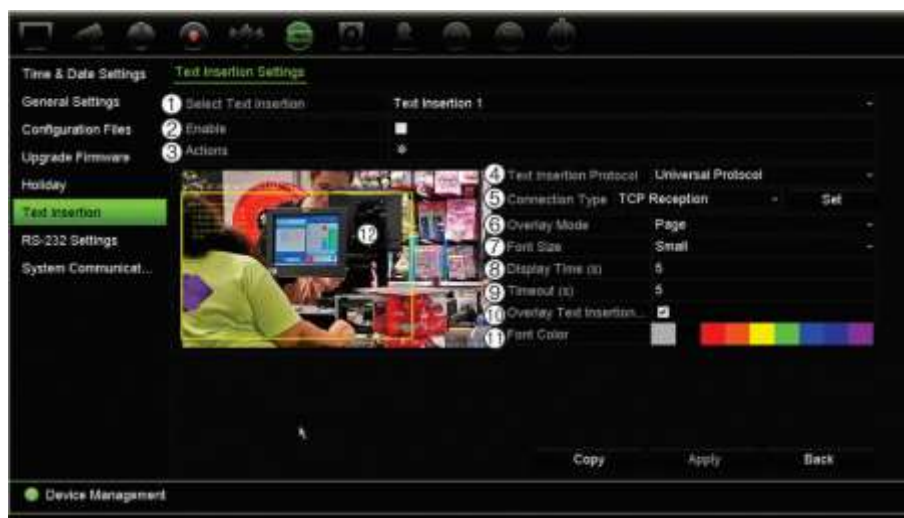 Time & Date Settings
Text Insertion Settings
General Settings
① Select Text Insertion Text Insertion 1
Configuration Files
② Enable
Upgrade Firmware
③ Actions
Holiday
④ Text Insertion Protocol Universal Protocol
Text Insertion
⑤ Connection Type TCP Reception Set
⑥ Overlay Mode Page
RS-232 Settings
⑫
⑦ Font Size Small
System Communicat...
⑧ Display Time (s) 5
⑨ Timeout (s) 5
⑩ Overlay Text Insertion...
⑪ Font Color
Copy Apply Back
Device Management